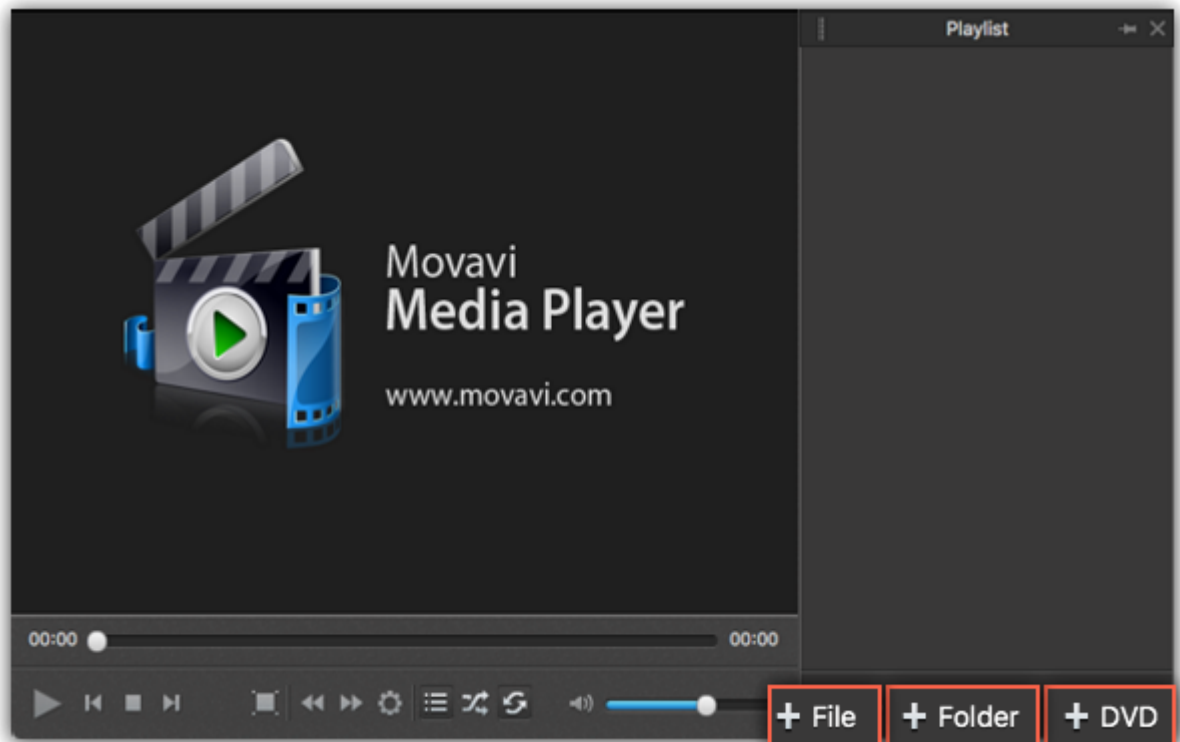 Playlist
Movavi
Media Player
www.movavi.com
00:00
00:00
+ File
+ Folder
+ DVD